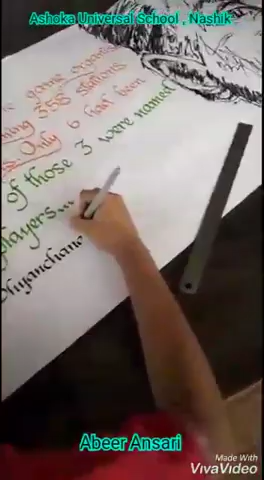 Ashoka Universal School , Nashik
game
558 stations.
Only 6 had been
of those 3 were named
players...
Dhyanchand
Abeer Ansari
Made With
VivaVideo